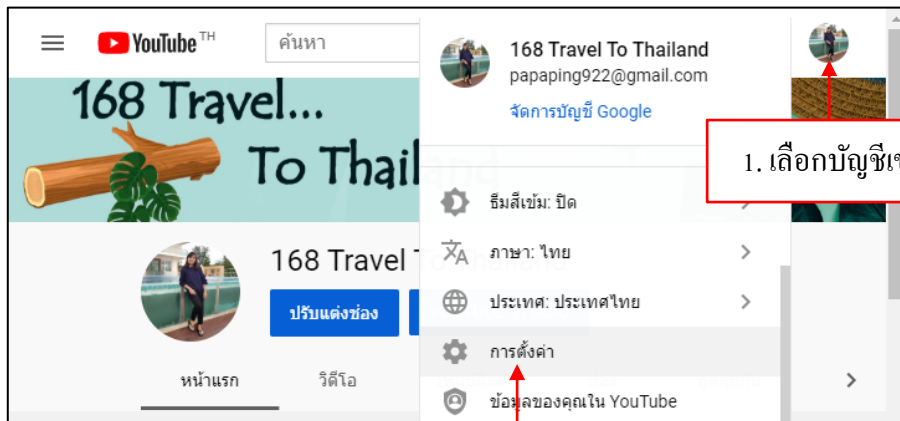 YouTube TH
ค้นหา
168 Travel To Thailand
papaping922@gmail.com
จัดการบัญชี Google
168 Travel...
To Thailand
1. เลือกบัญชีเข
ธีมสีเข้ม: ปิด
ภาษา: ไทย
ประเทศ: ประเทศไทย
การตั้งค่า
ข้อมูลของคุณใน YouTube
168 Travel To Thailand
ปรับแต่งช่อง
หน้าแรก
วิดีโอ